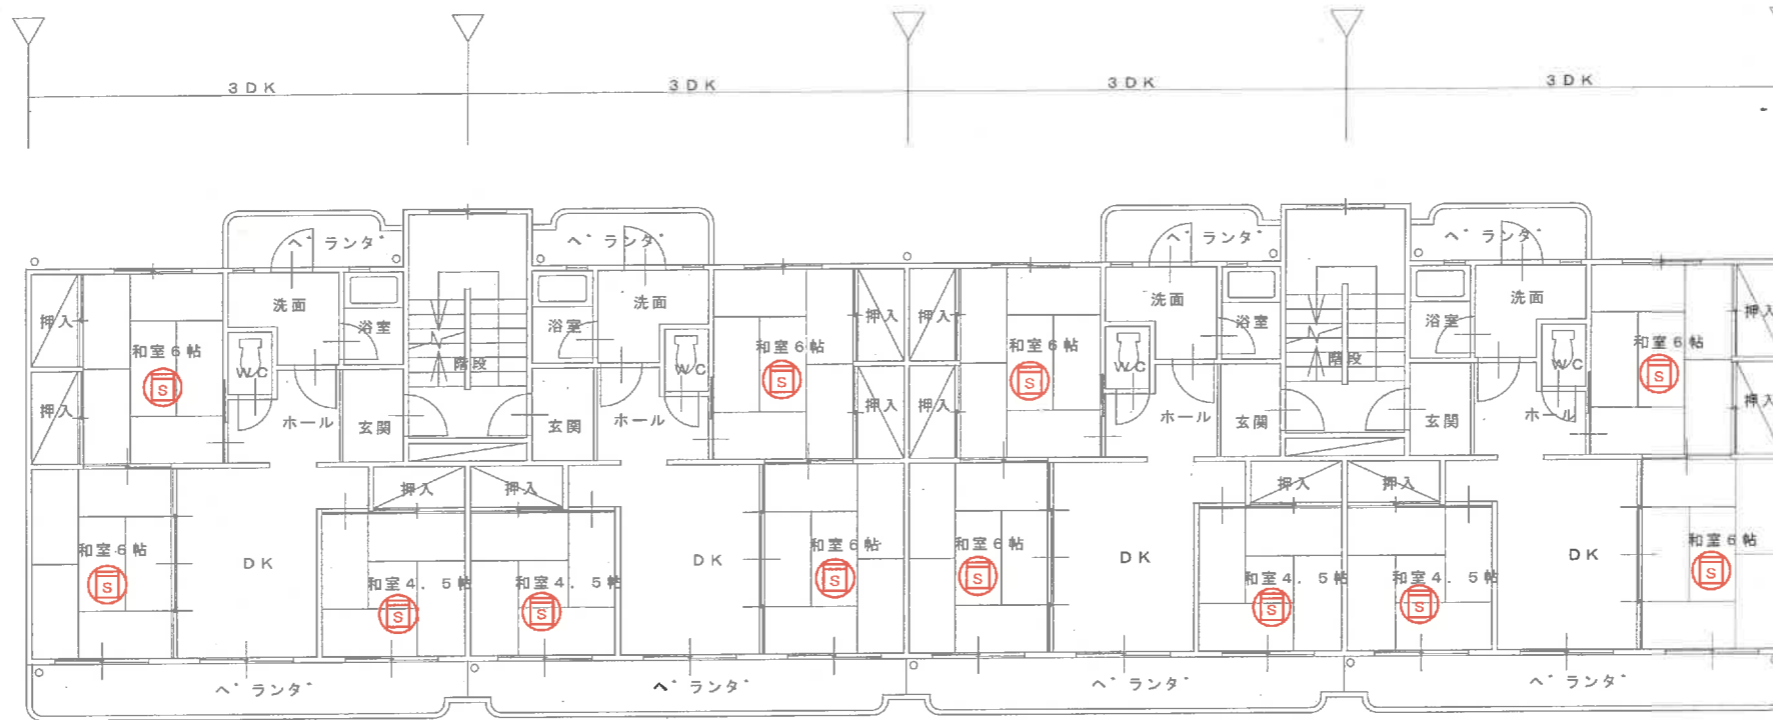 3DK 3DK 3DK 3DK
ベランダ ベランダ ベランダ ベランダ
押入 洗面 浴室 浴室 洗面 押入 押入 洗面 浴室 浴室 洗面 押入
和室6帖 WC 階段 WC 和室6帖 和室6帖 WC 階段 WC 和室6帖
S S S S
押入 ホール 玄関 玄関 ホール 押入 押入 ホール 玄関 玄関 ホール 押入
押入 押入 押入 押入
和室6帖 DK 和室4.5帖 和室4.5帖 DK 和室6帖 和室6帖 DK 和室4.5帖 和室4.5帖 DK 和室6帖
S S S S S S S S
ベランダ ベランダ ベランダ ベランダ